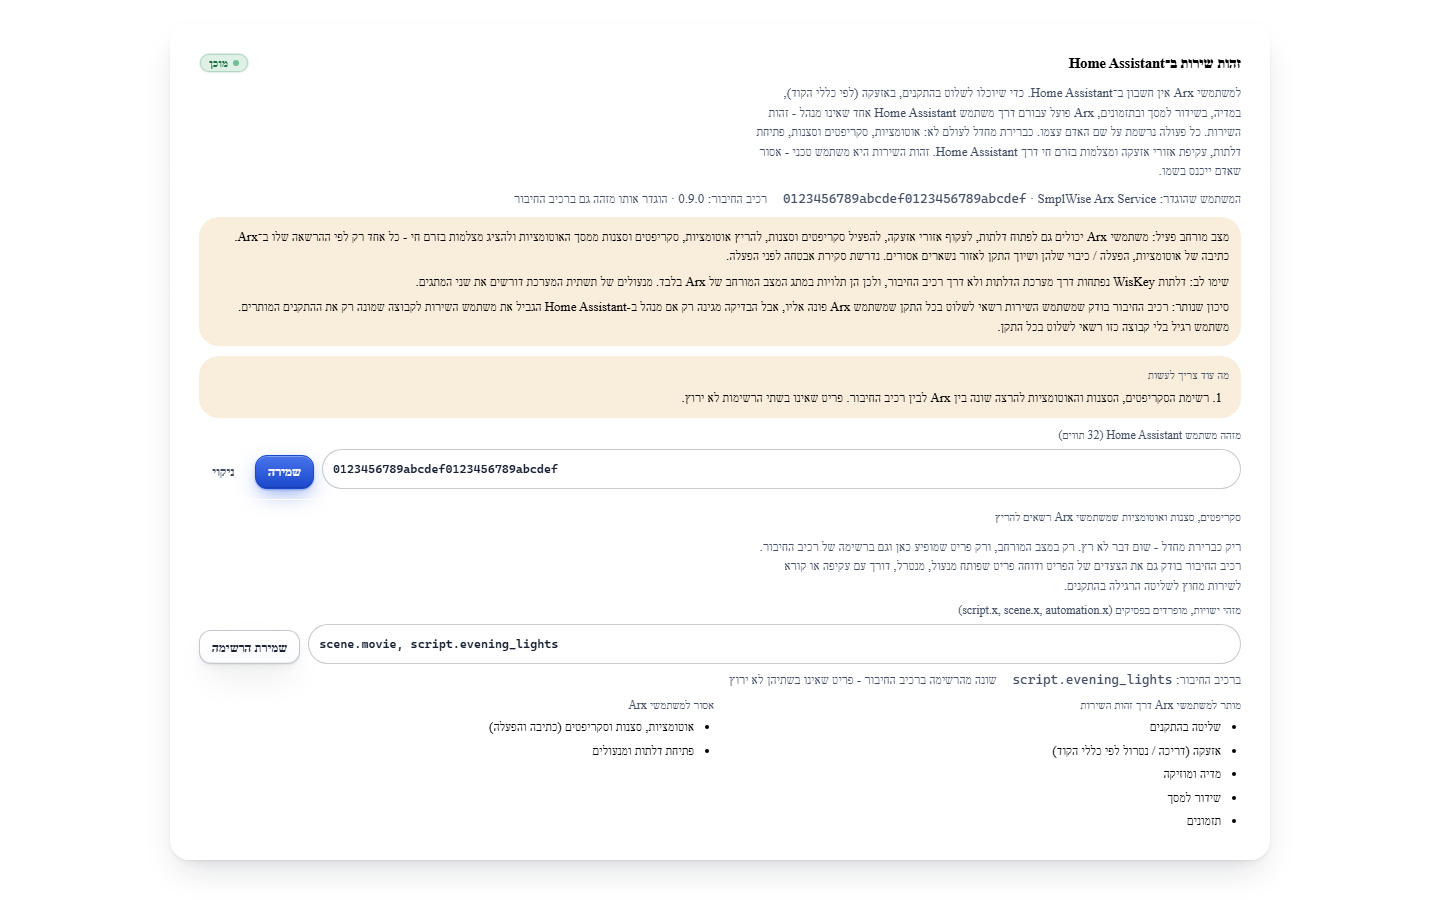 זהות שירות ב־Home Assistant
מוכן
למשתמשי Arx אין חשבון ב־Home Assistant. כדי שיוכלו לשלוט בהתקנים, באזעקה (לפי כללי הקוד),
במדיה, בשידור למסך ובתזמונים, Arx פועל עבורם דרך משתמש Home Assistant אחד שאינו מנהל - זהות
השירות. כל פעולה נרשמת על שם האדם עצמו. כברירת מחדל לעולם לא: אוטומציות, סקריפטים וסצנות, פתיחת
דלתות, עקיפת אזורי אזעקה ומצלמות בזרם חי דרך Home Assistant. זהות השירות היא משתמש טכני - אסור
שאדם ייכנס בשמו.
המשתמש שהוגדר: SmplWise Arx Service · 0123456789abcdef0123456789abcdef רכיב החיבור: 0.9.0 · הוגדר אותו מזהה גם ברכיב החיבור
מצב מורחב פעיל: משתמשי Arx יכולים גם לפתוח דלתות, לעקוף אזורי אזעקה, להפעיל סקריפטים וסצנות, להריץ אוטומציות, סקריפטים וסצנות ממסך האוטומציות ולהציג מצלמות בזרם חי - כל אחד רק לפי ההרשאה שלו ב־Arx.
כתיבה של אוטומציות, הפעלה / כיבוי שלהן ושיוך התקן לאזור נשארים אסורים. נדרשת סקירת אבטחה לפני הפעלה.
שימו לב: דלתות WisKey נפתחות דרך מערכת הדלתות ולא דרך רכיב החיבור, ולכן הן תלויות במתג המצב המורחב של Arx בלבד. מנעולים של תשתית המערכת דורשים את שני המתגים.
סיכון שנותר: רכיב החיבור בודק שמשתמש השירות רשאי לשלוט בכל התקן שמשתמש Arx פונה אליו, אבל הבדיקה מגינה רק אם מנהל ב-Home Assistant הגביל את משתמש השירות לקבוצה שמונה רק את ההתקנים המותרים.
משתמש רגיל בלי קבוצה כזו רשאי לשלוט בכל התקן.
מה עוד צריך לעשות
1. רשימת הסקריפטים, הסצנות והאוטומציות להרצה שונה בין Arx לבין רכיב החיבור. פריט שאינו בשתי הרשימות לא ירוץ.
מזהה משתמש Home Assistant (32 תווים)
0123456789abcdef0123456789abcdef
שמירה
ניקוי
סקריפטים, סצנות ואוטומציות שמשתמשי Arx רשאים להריץ
ריק כברירת מחדל - שום דבר לא רץ. רק במצב המורחב, ורק פריט שמופיע כאן וגם ברשימה של רכיב החיבור.
רכיב החיבור בודק גם את הצעדים של הפריט ודוחה פריט שפותח מנעול, מנטרל, דורך עם עקיפה או קורא
לשירות מחוץ לשליטה הרגילה בהתקנים.
מזהי ישויות, מופרדים בפסיקים (script.x, scene.x, automation.x)
scene.movie, script.evening_lights
שמירת הרשימה
ברכיב החיבור: script.evening_lights שונה מהרשימה ברכיב החיבור - פריט שאינו בשתיהן לא ירוץ
מותר למשתמשי Arx דרך זהות השירות
• שליטה בהתקנים
• אזעקה (דריכה / נטרול לפי כללי הקוד)
• מדיה ומוזיקה
• שידור למסך
• תזמונים
אסור למשתמשי Arx
• אוטומציות, סצנות וסקריפטים (כתיבה והפעלה)
• פתיחת דלתות ומנעולים